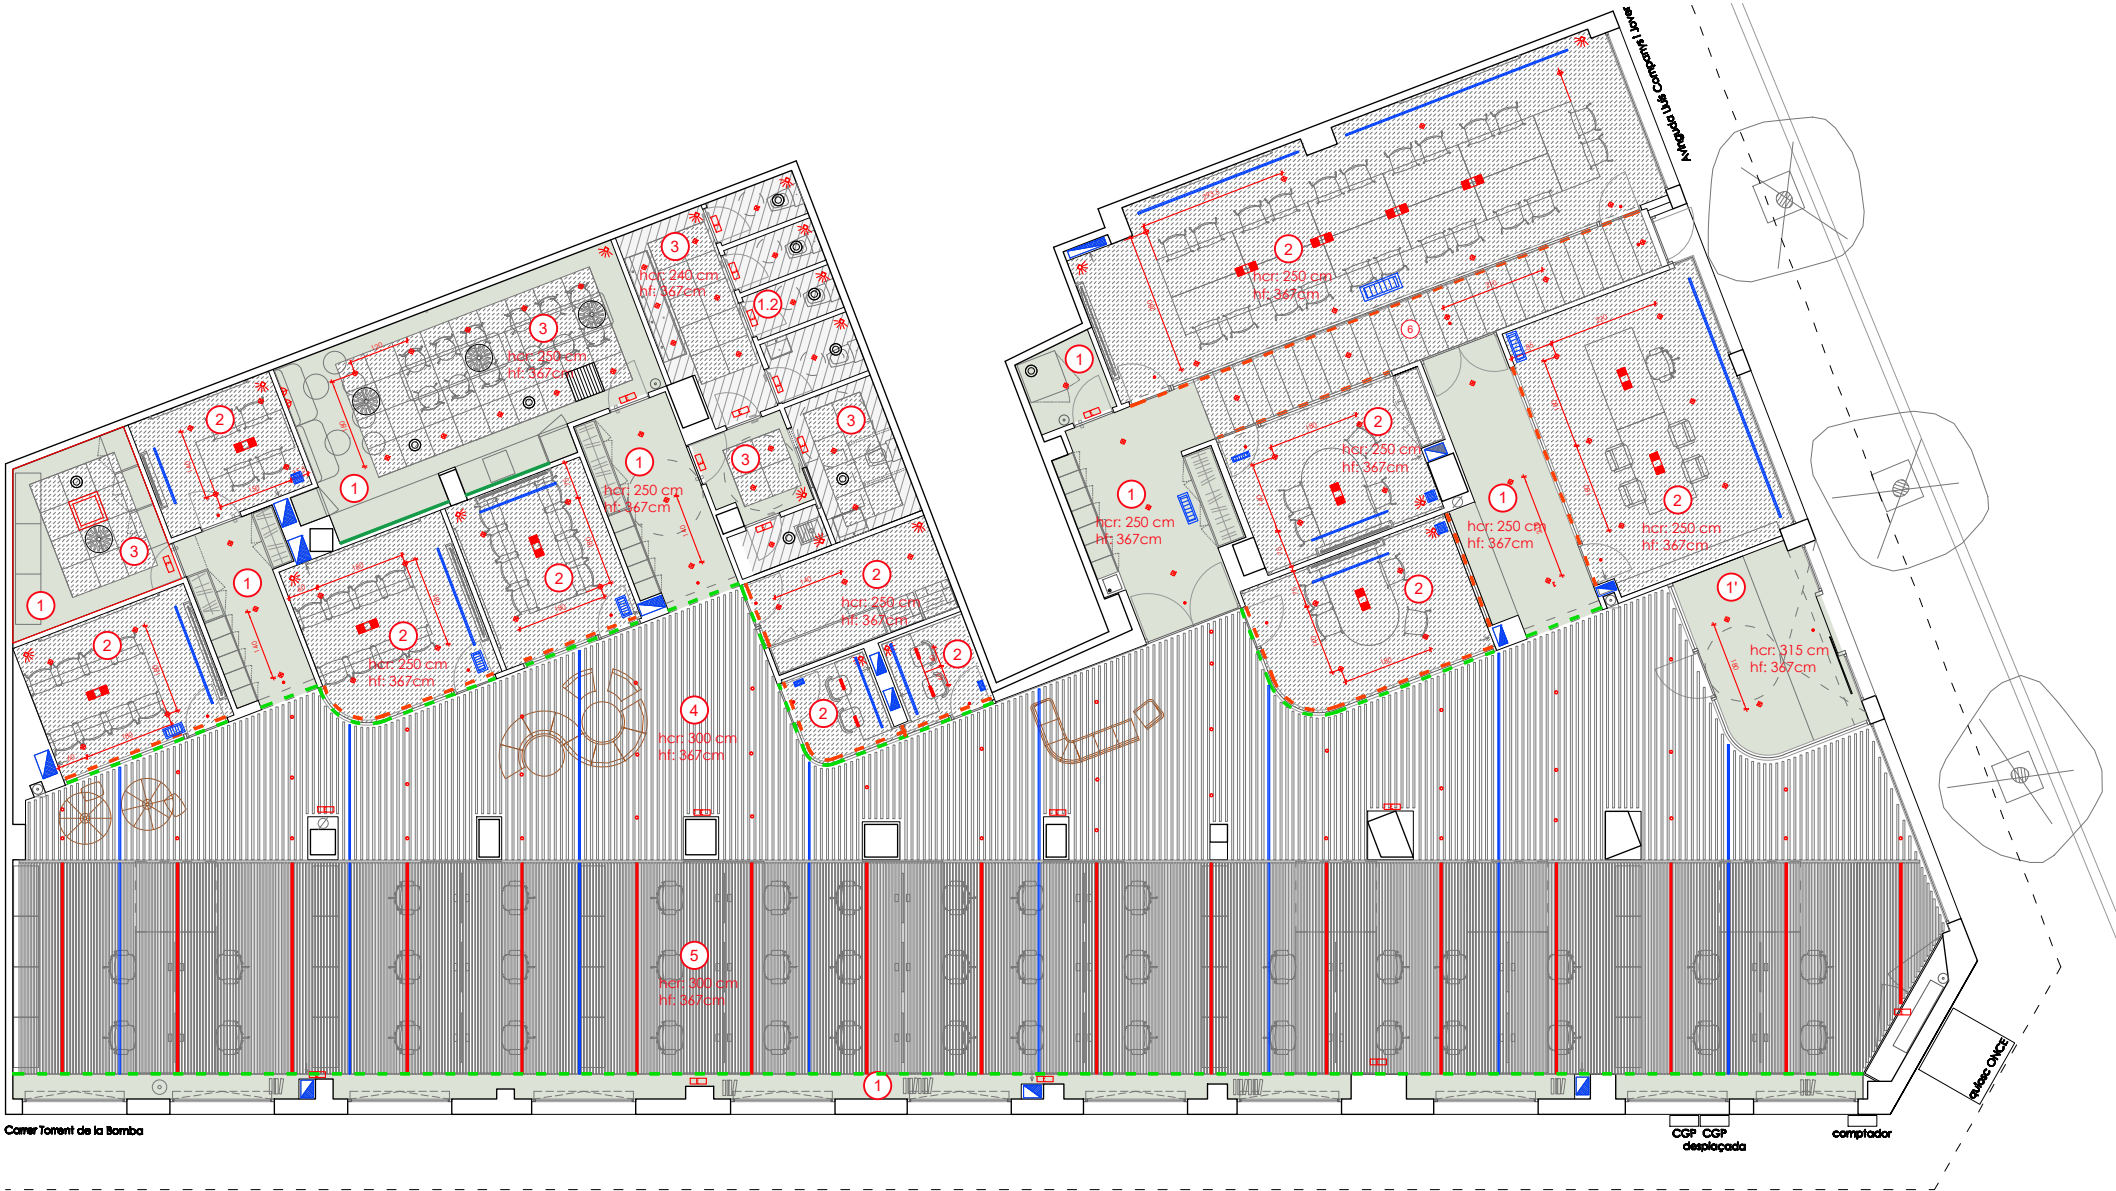 Avinguda Lluís Companys i Jover
3
hcr: 240 cm
hf: 367cm
1.2
2
hcr: 250 cm
hf: 367cm
3
hcr: 250 cm
hf: 367cm
6
1
2
2
hcr: 250 cm
hf: 367cm
3
3
1
hcr: 250 cm
hf: 367cm
1
1
hcr: 250 cm
hf: 367cm
1
hcr: 250 cm
hf: 367cm
2
hcr: 250 cm
hf: 367cm
3
1
1
2
2
hcr: 250 cm
hf: 367cm
2
1'
hcr: 315 cm
hf: 367cm
2
2
hcr: 250 cm
hf: 367cm
2
2
4
hcr: 300 cm
hf: 367cm
5
hcr: 300 cm
hf: 367cm
1
quiosc ONCE
Carrer Torrent de la Bomba
CGP CGP
desplaçada
comptador